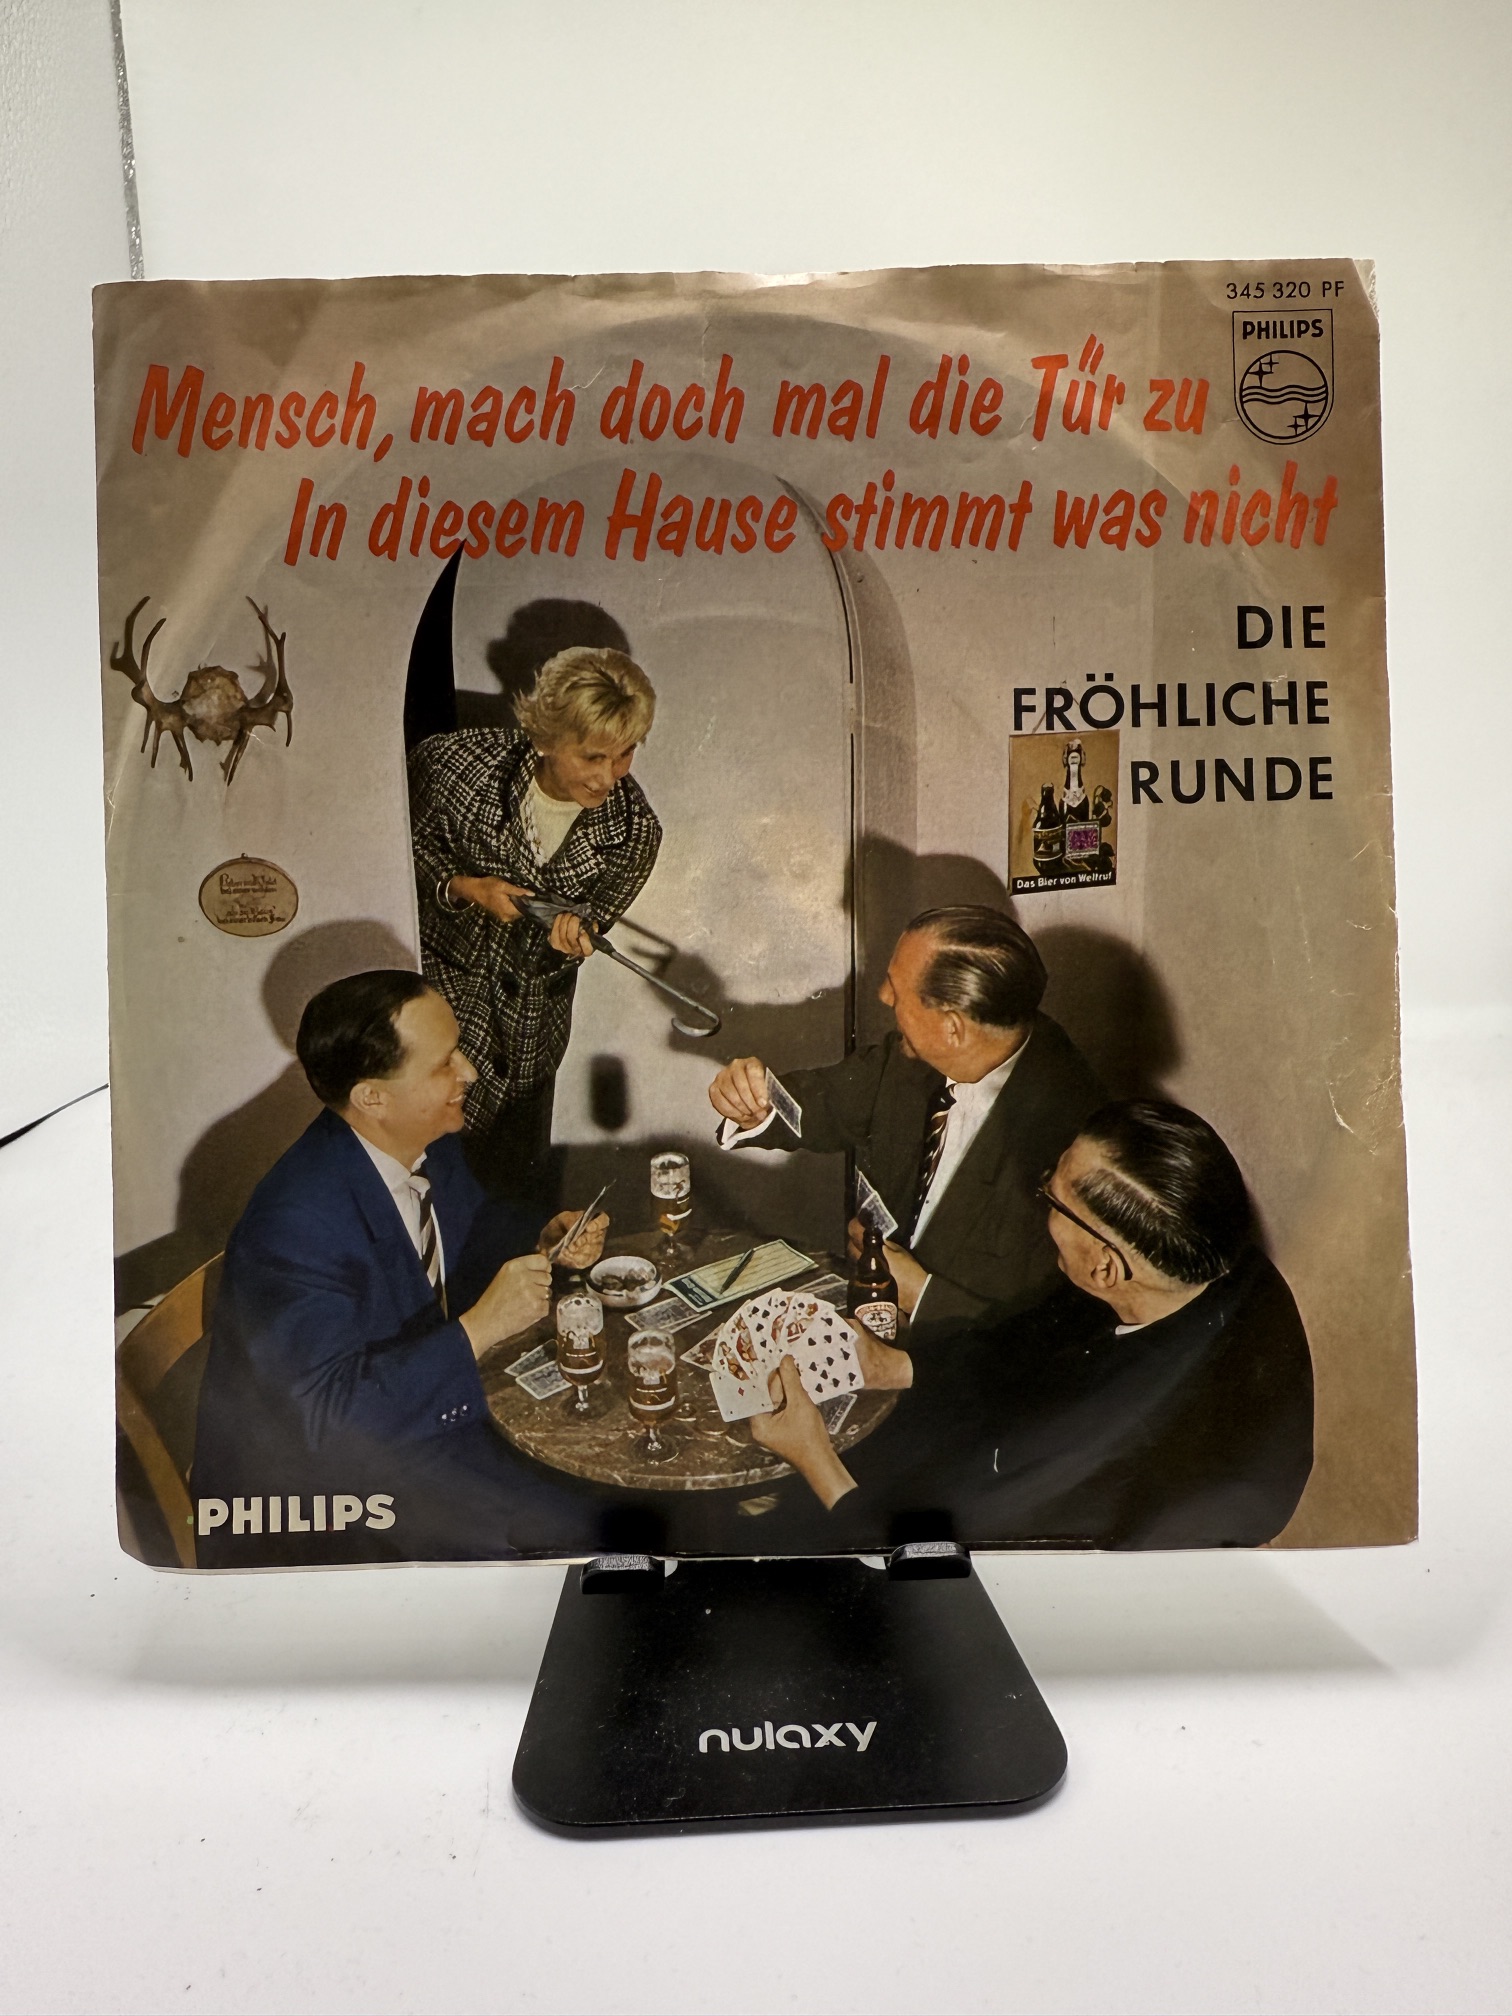 345 320 PF
PHILIPS
Mensch, mach doch mal die Tür zu
In diesem Hause stimmt was nicht
DIE
FRÖHLICHE
RUNDE
Das Bier von Weltruf
PHILIPS
nulaxy